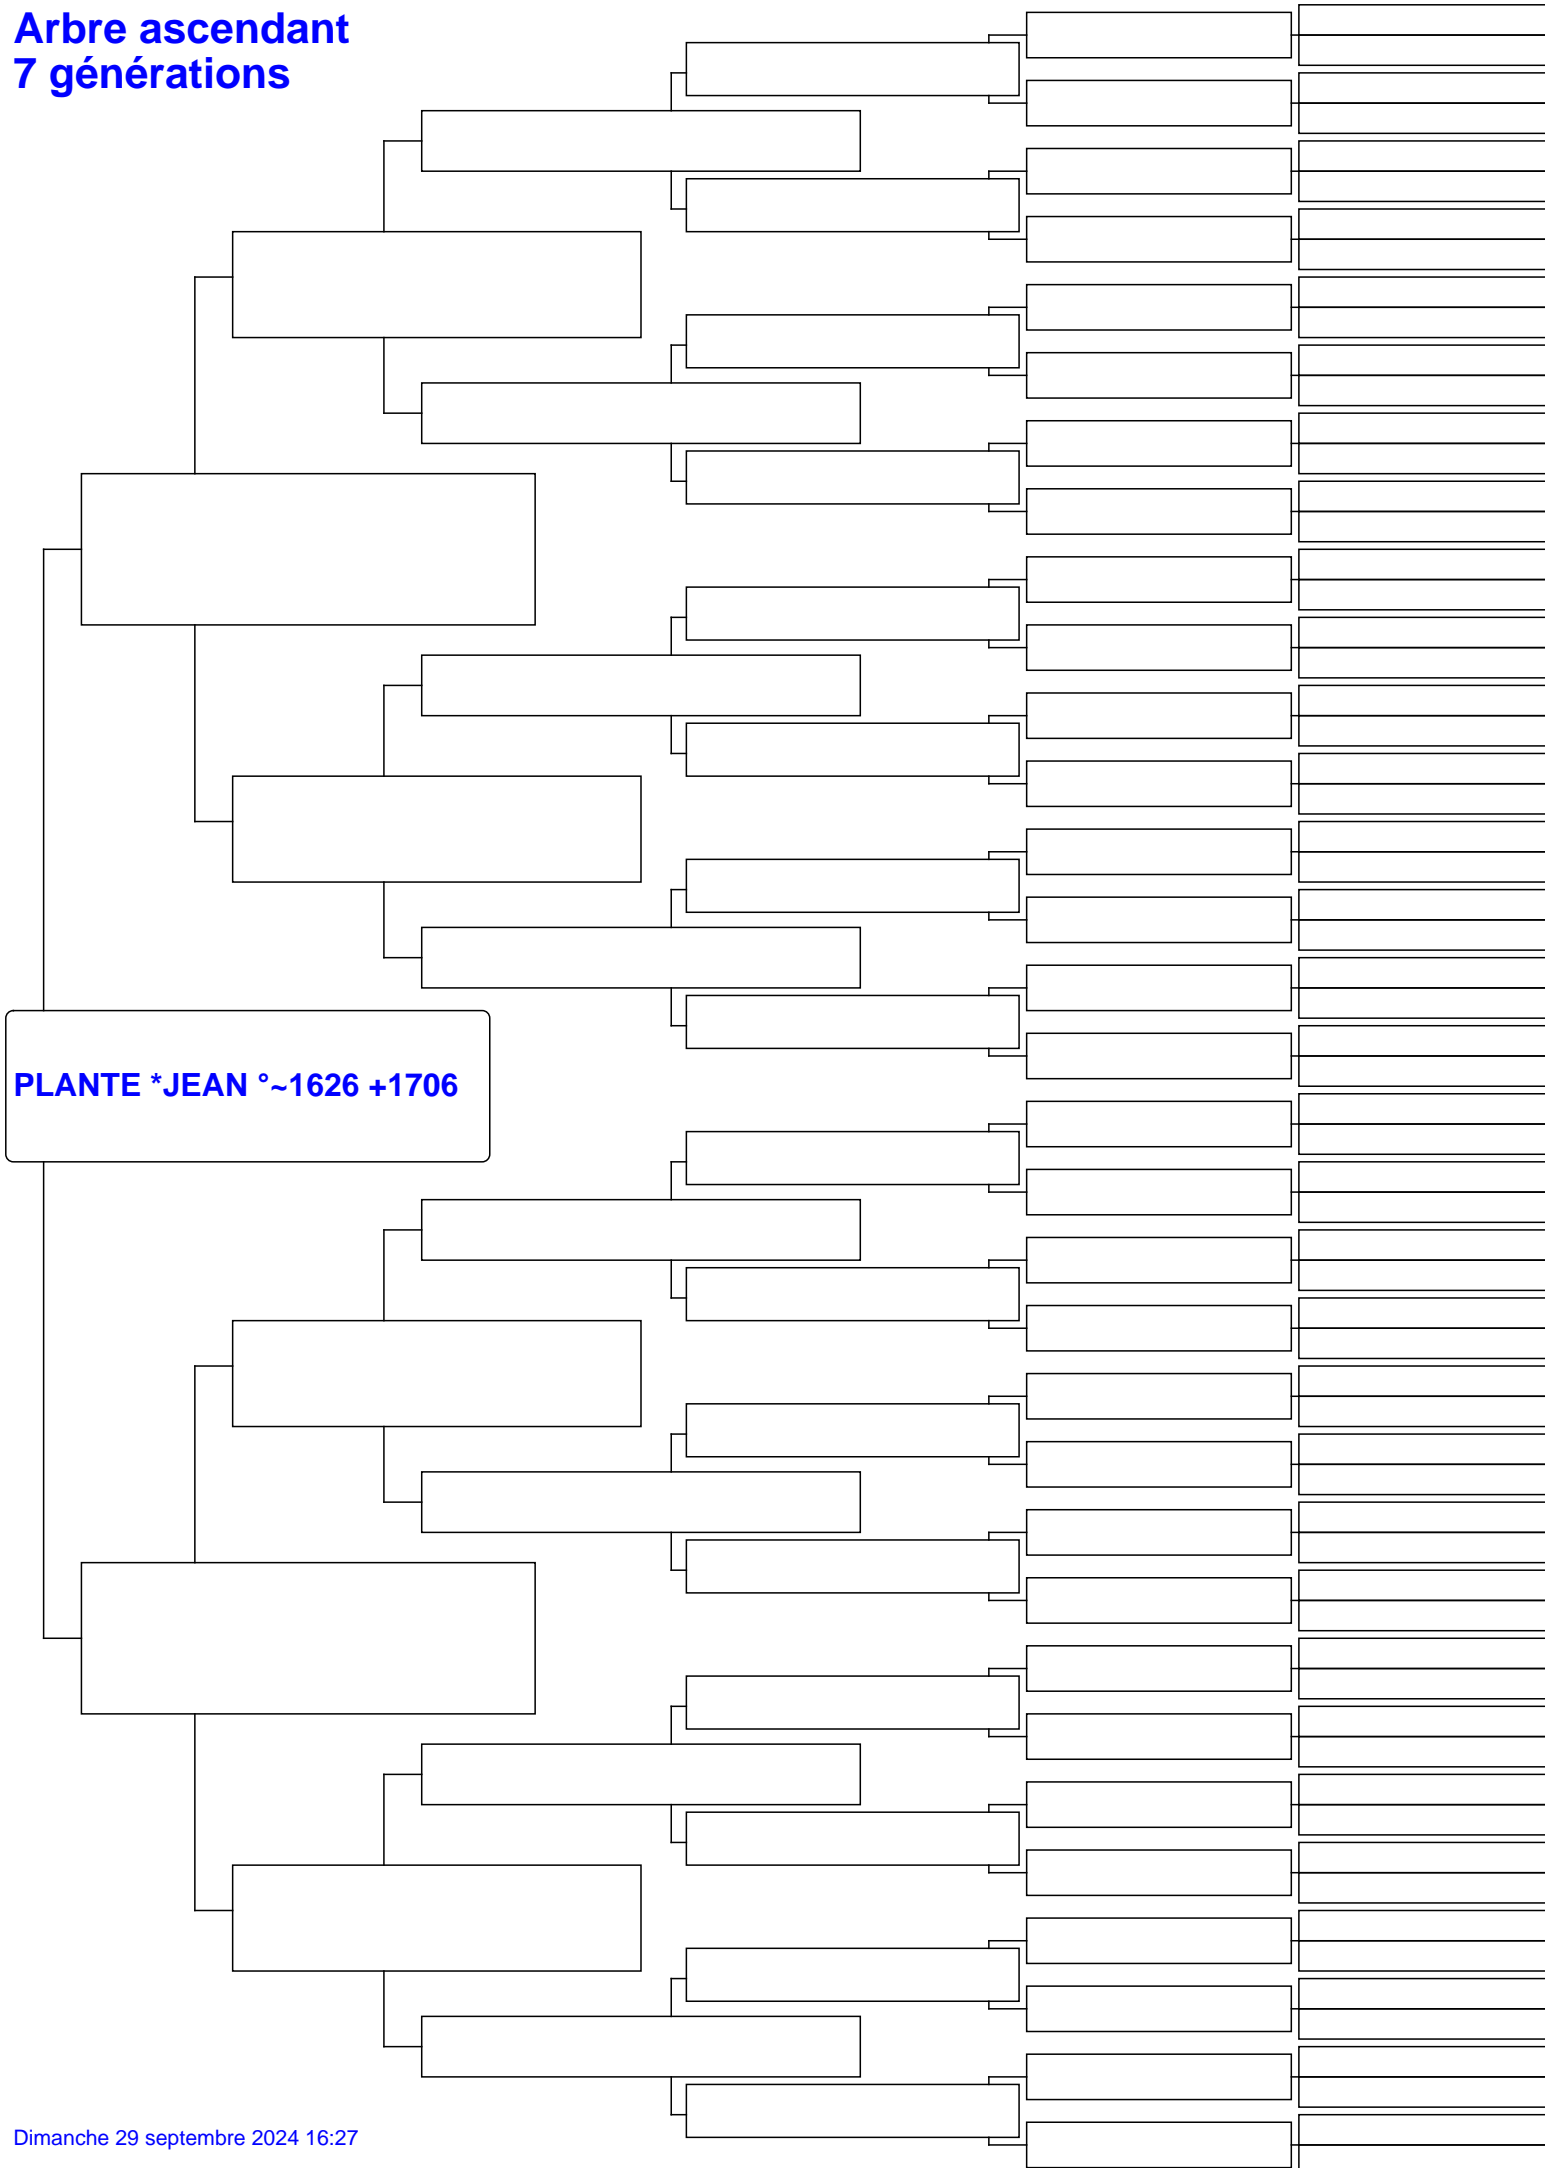 Arbre ascendant
7 générations
PLANTE *JEAN °~1626 +1706
Dimanche 29 septembre 2024 16:27